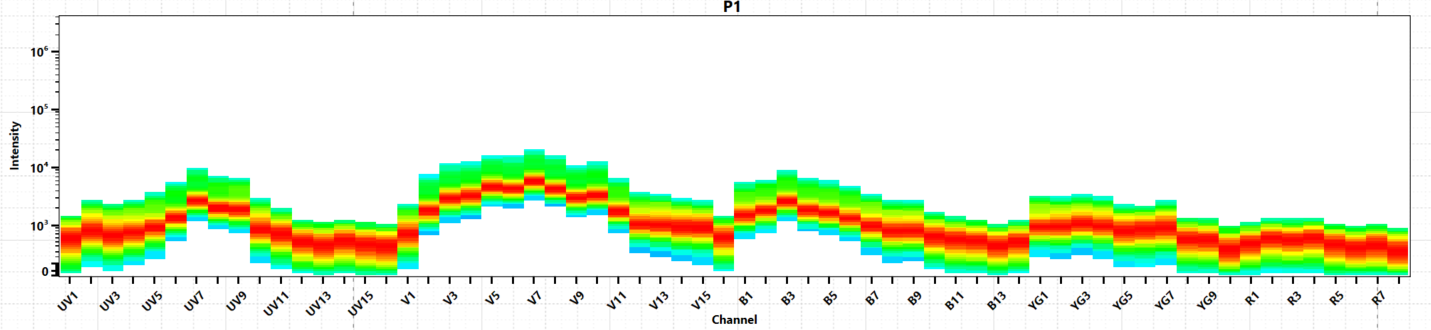 P1
10⁶
10⁵
10⁴
10³
0
Intensity
UV1 UV3 UV5 UV7 UV9 UV11 UV13 UV15 V1 V3 V5 V7 V9 V11 V13 V15 B1 B3 B5 B7 B9 B11 B13 YG1 YG3 YG5 YG7 YG9 R1 R3 R5 R7
Channel